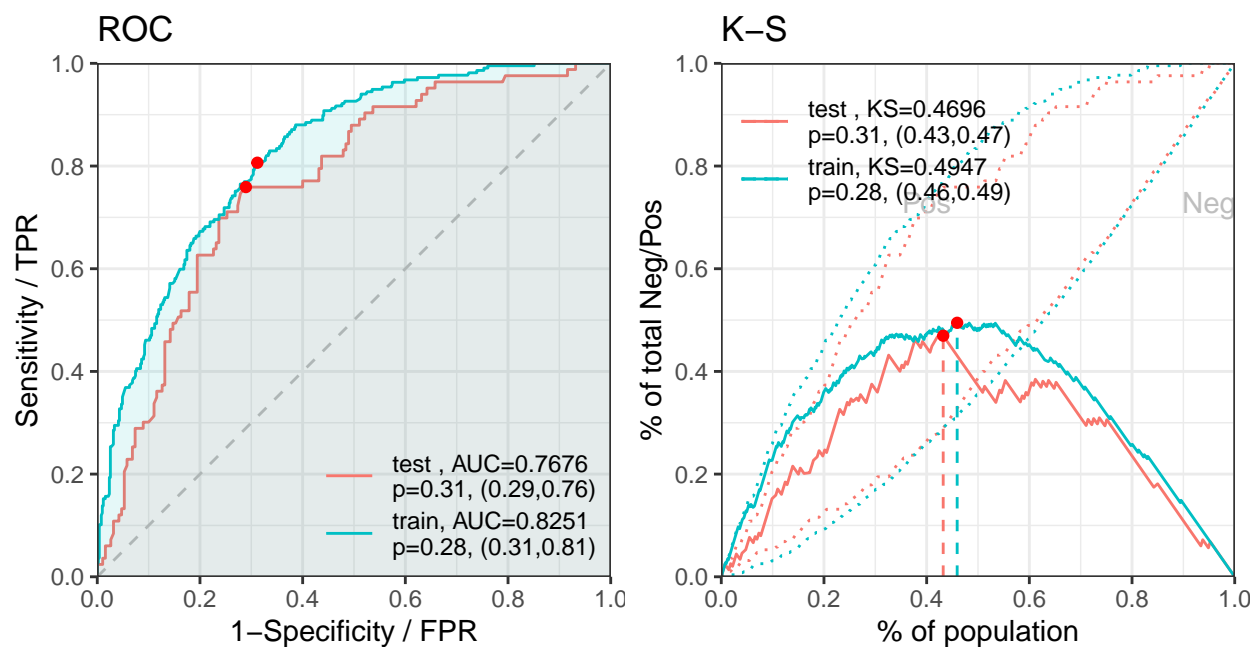 ROC
Sensitivity / TPR
1.0
0.8
0.6
0.4
0.2
0.0
test , AUC=0.7676
p=0.31, (0.29,0.76)
train, AUC=0.8251
p=0.28, (0.31,0.81)
0.0 0.2 0.4 0.6 0.8 1.0
1−Specificity / FPR
K−S
% of total Neg/Pos
1.0
0.8
0.6
0.4
0.2
0.0
test , KS=0.4696
p=0.31, (0.43,0.47)
train, KS=0.4947
p=0.28, (0.46,0.49)
Pos Neg
0.0 0.2 0.4 0.6 0.8 1.0
% of population